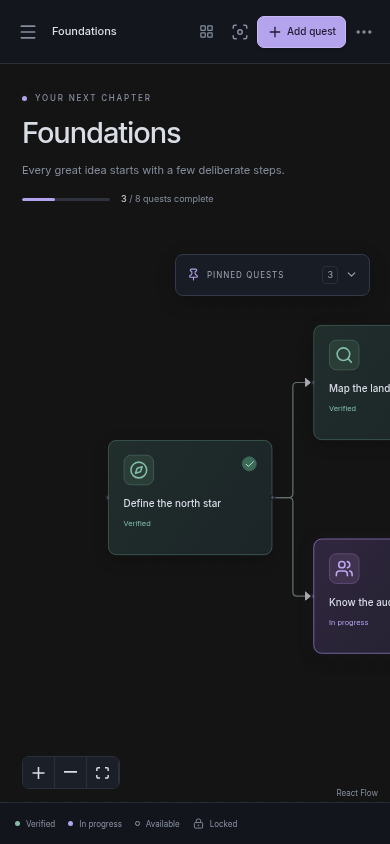 Foundations
Add quest
YOUR NEXT CHAPTER
Foundations
Every great idea starts with a few deliberate steps.
3 / 8 quests complete
PINNED QUESTS 3
Map the land
Verified
Define the north star
Verified
Know the au
In progress
React Flow
Verified In progress Available Locked